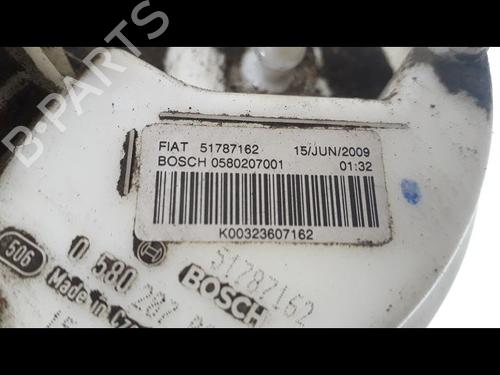 FIAT 51787162 15/JUN/2009
BOSCH 0580207001 01:32
K00323607162
506
0 580 
51787162
BOSCH
Made in
B-PARTS